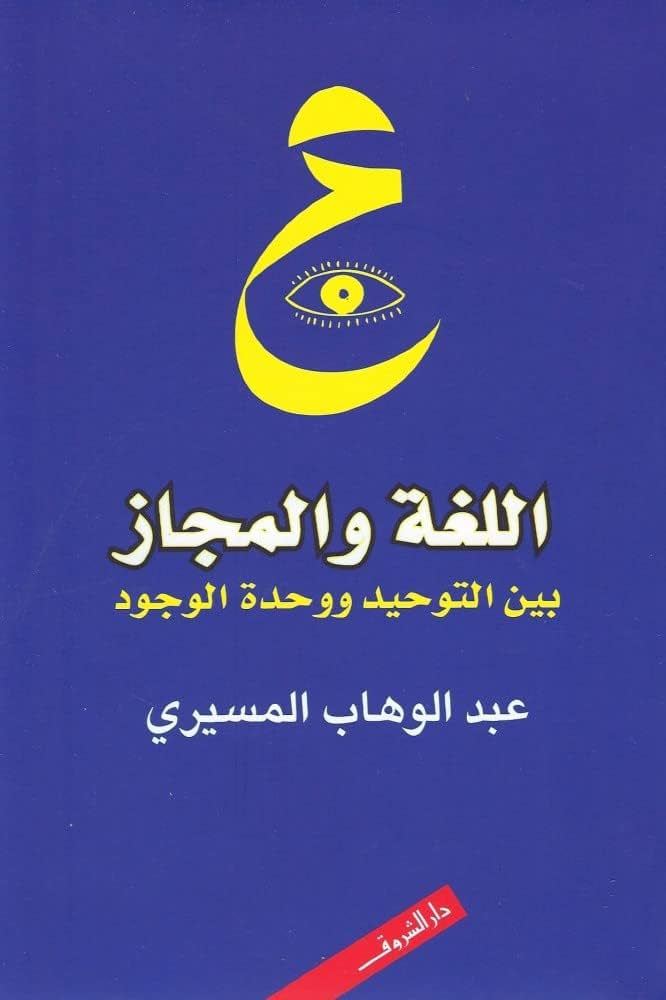 اللغة والمجاز
بين التوحيد ووحدة الوجود
عبد الوهاب المسيري
دار الشروق